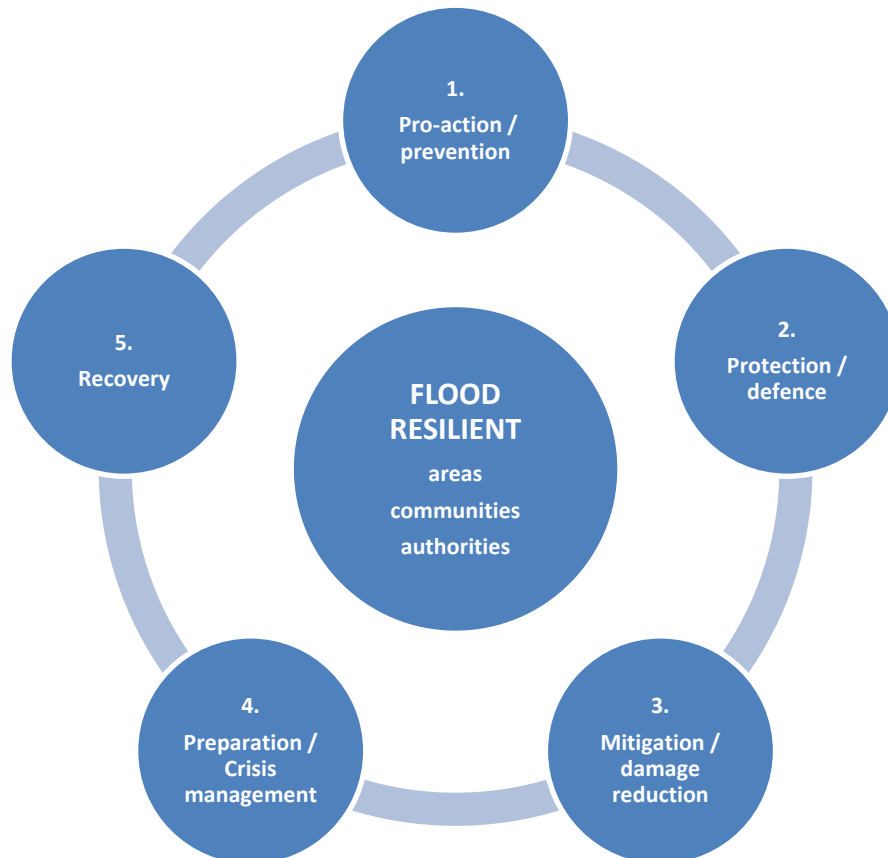 1.
Pro-action /
prevention
2.
Protection /
defence
3.
Mitigation /
damage
reduction
4.
Preparation /
Crisis
management
5.
Recovery
FLOOD
RESILIENT
areas
communities
authorities